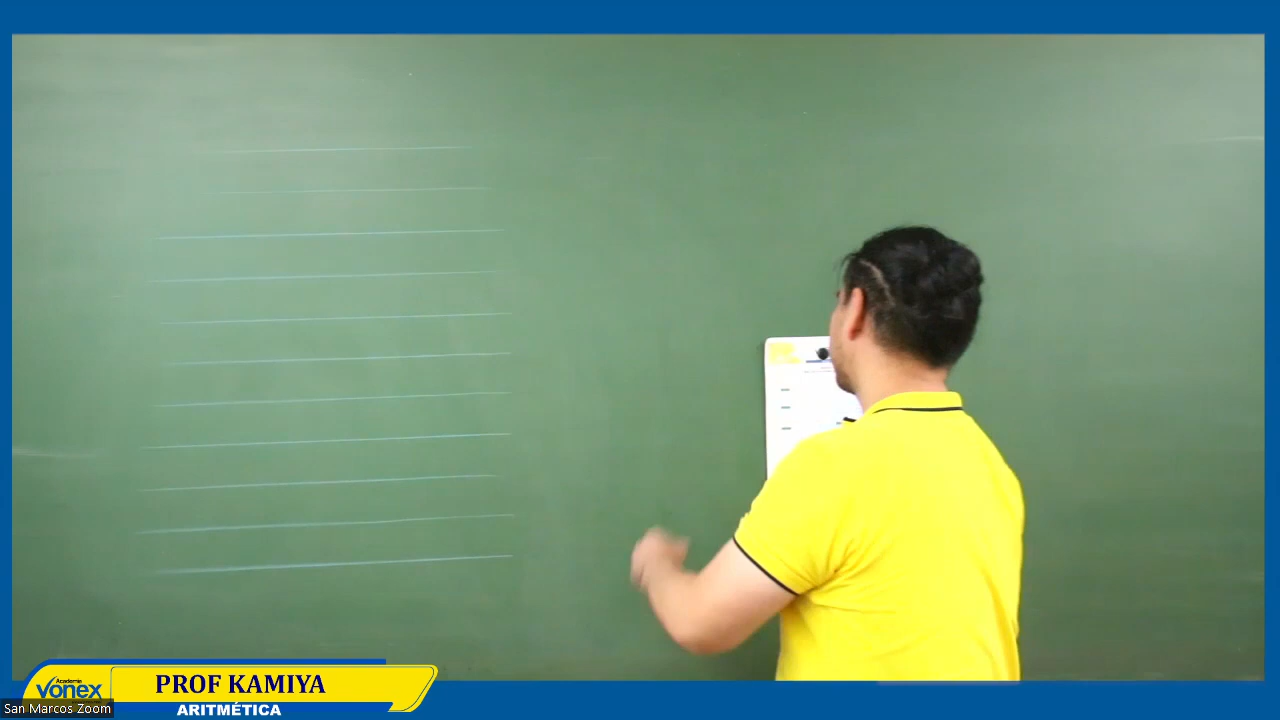 PROF KAMIYA
Academia
vonex
ARITMÉTICA
San Marcos Zoom